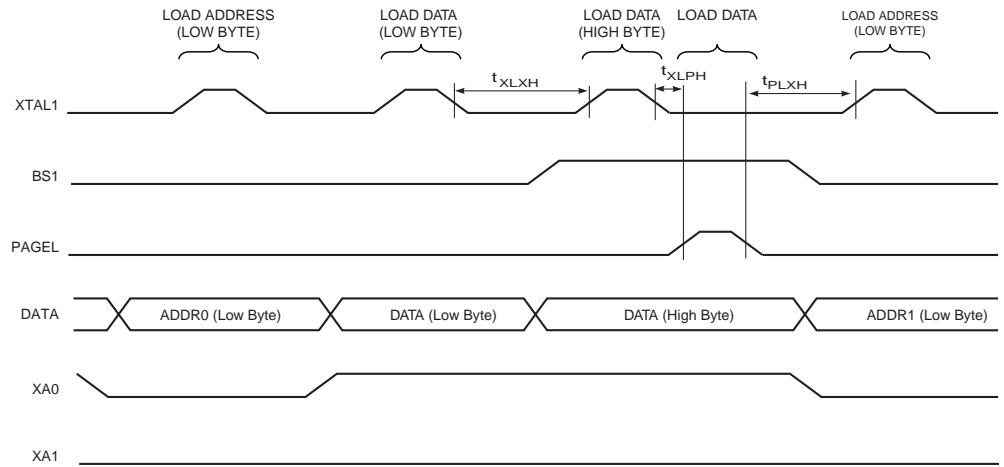 LOAD ADDRESS
(LOW BYTE)
LOAD DATA
(LOW BYTE)
LOAD DATA
(HIGH BYTE)
LOAD DATA
LOAD ADDRESS
(LOW BYTE)
tXLXH
tXLPH
tPLXH
XTAL1
BS1
PAGEL
DATA
ADDR0 (Low Byte)
DATA (Low Byte)
DATA (High Byte)
ADDR1 (Low Byte)
XA0
XA1